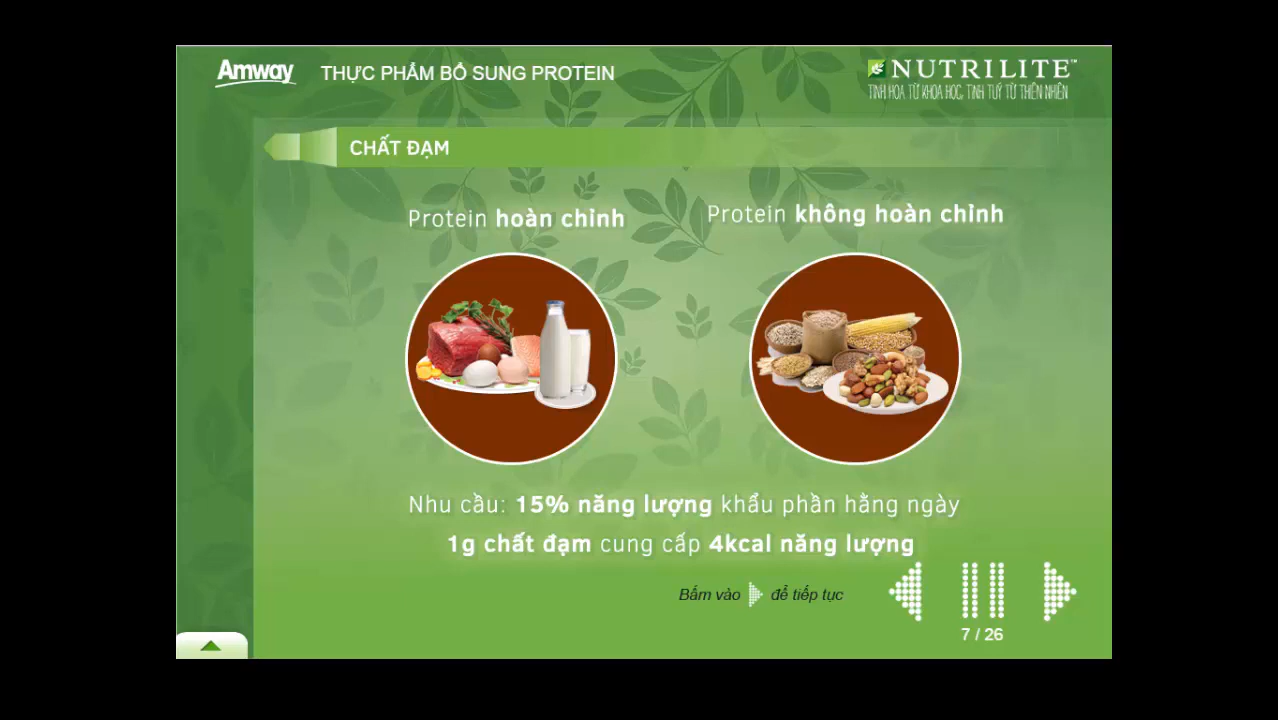 Amway
THỰC PHẨM BỔ SUNG PROTEIN
NUTRILITE™
TINH HOA TỪ KHOA HỌC, TINH TUÝ TỪ THIÊN NHIÊN
CHẤT ĐẠM
Protein hoàn chỉnh
Protein không hoàn chỉnh
Nhu cầu: 15% năng lượng khẩu phần hằng ngày
1g chất đạm cung cấp 4kcal năng lượng
Bấm vào để tiếp tục
7 / 26